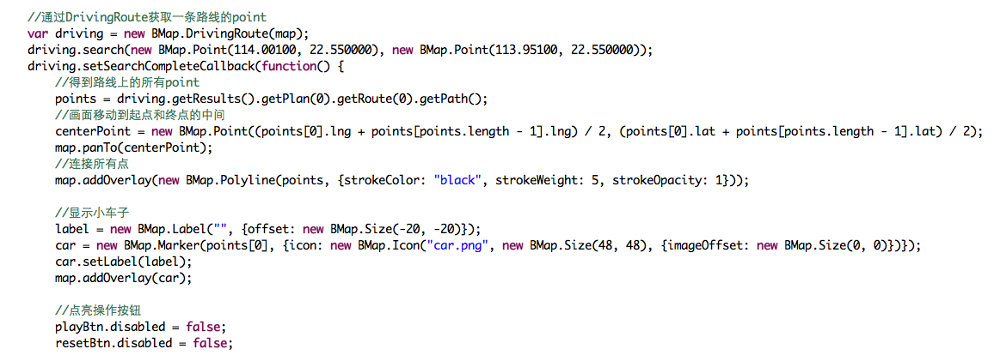 //通过DrivingRoute获取一条路线的point
var driving = new BMap.DrivingRoute(map);
driving.search(new BMap.Point(114.00100, 22.550000), new BMap.Point(113.95100, 22.550000));
driving.setSearchCompleteCallback(function() {
//得到路线上的所有point
points = driving.getResults().getPlan(0).getRoute(0).getPath();
//画面移动到起点和终点的中间
centerPoint = new BMap.Point((points[0].lng + points[points.length - 1].lng) / 2, (points[0].lat + points[points.length - 1].lat) / 2);
map.panTo(centerPoint);
//连接所有点
map.addOverlay(new BMap.Polyline(points, {strokeColor: "black", strokeWeight: 5, strokeOpacity: 1}));
//显示小车子
label = new BMap.Label("", {offset: new BMap.Size(-20, -20)});
car = new BMap.Marker(points[0], {icon: new BMap.Icon("car.png", new BMap.Size(48, 48), {imageOffset: new BMap.Size(0, 0)})});
car.setLabel(label);
map.addOverlay(car);
//点亮操作按钮
playBtn.disabled = false;
resetBtn.disabled = false;